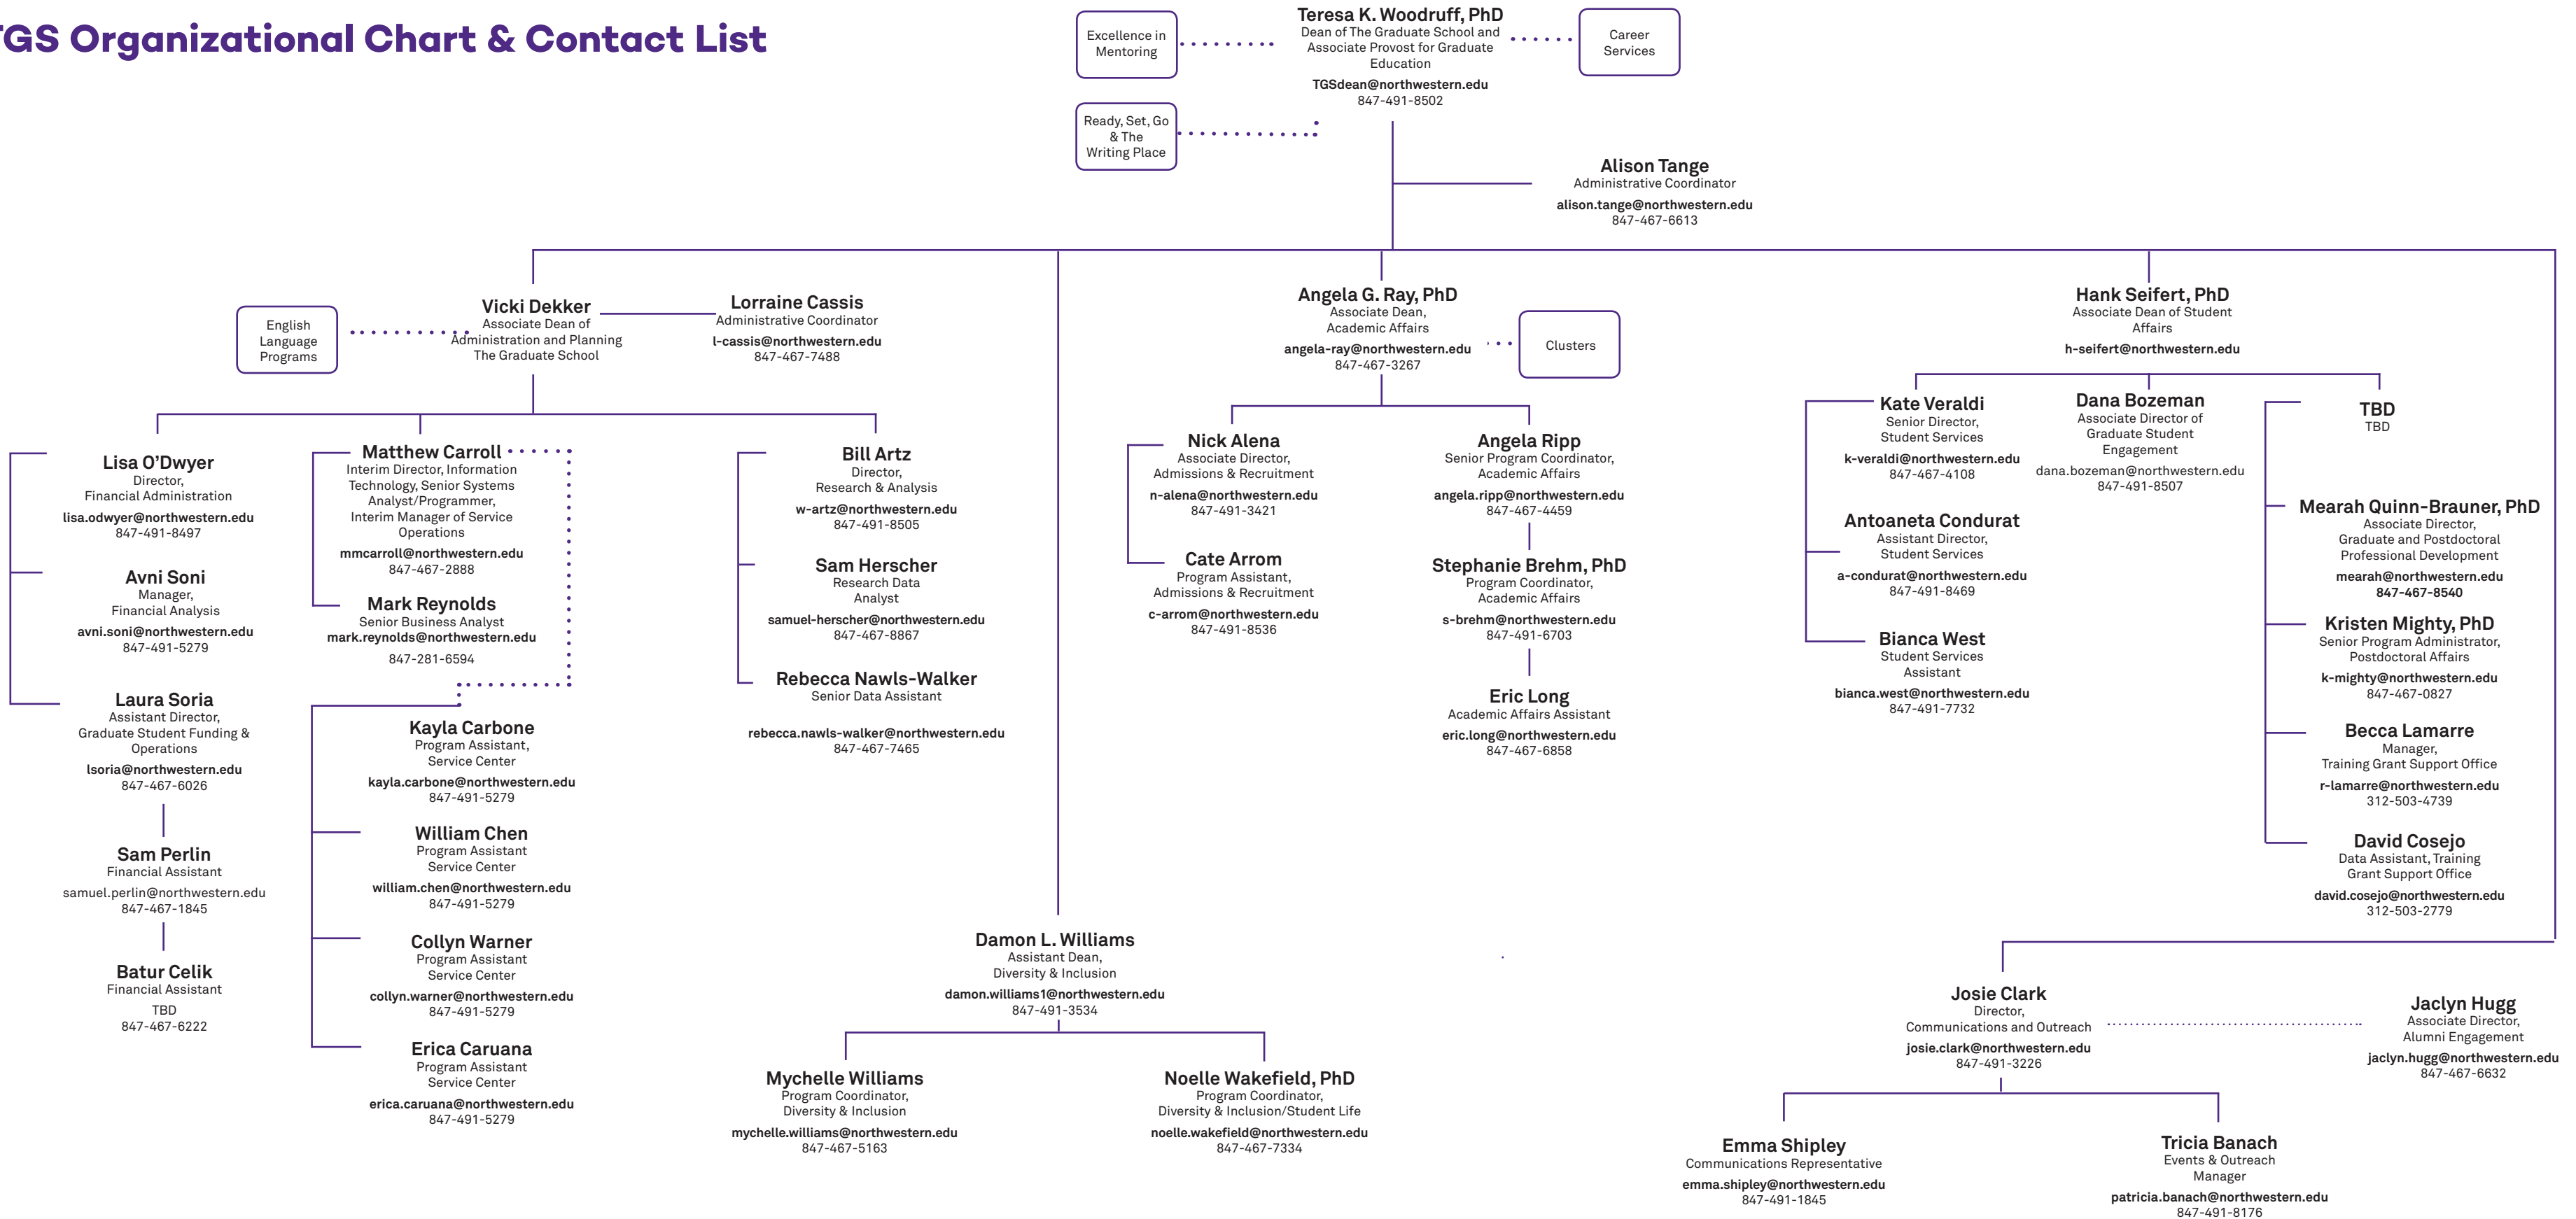 TGS Organizational Chart & Contact List
Excellence in
Mentoring
Teresa K. Woodruff, PhD
Dean of The Graduate School and
Associate Provost for Graduate
Education
TGSdean@northwestern.edu
847-491-8502
Career
Services
Ready, Set, Go
& The
Writing Place
Alison Tange
Administrative Coordinator
alison.tange@northwestern.edu
847-467-6613
English
Language
Programs
Vicki Dekker
Associate Dean of
Administration and Planning
The Graduate School
Lorraine Cassis
Administrative Coordinator
l-cassis@northwestern.edu
847-467-7488
Angela G. Ray, PhD
Associate Dean,
Academic Affairs
angela-ray@northwestern.edu
847-467-3267
Clusters
Hank Seifert, PhD
Associate Dean of Student
Affairs
h-seifert@northwestern.edu
Lisa O’Dwyer
Director,
Financial Administration
lisa.odwyer@northwestern.edu
847-491-8497
Avni Soni
Manager,
Financial Analysis
avni.soni@northwestern.edu
847-491-5279
Laura Soria
Assistant Director,
Graduate Student Funding &
Operations
lsoria@northwestern.edu
847-467-6026
Sam Perlin
Financial Assistant
samuel.perlin@northwestern.edu
847-467-1845
Batur Celik
Financial Assistant
TBD
847-467-6222
Matthew Carroll
Interim Director, Information
Technology, Senior Systems
Analyst/Programmer,
Interim Manager of Service
Operations
mmcarroll@northwestern.edu
847-467-2888
Mark Reynolds
Senior Business Analyst
mark.reynolds@northwestern.edu
847-281-6594
Kayla Carbone
Program Assistant,
Service Center
kayla.carbone@northwestern.edu
847-491-5279
William Chen
Program Assistant
Service Center
william.chen@northwestern.edu
847-491-5279
Collyn Warner
Program Assistant
Service Center
collyn.warner@northwestern.edu
847-491-5279
Erica Caruana
Program Assistant
Service Center
erica.caruana@northwestern.edu
847-491-5279
Bill Artz
Director,
Research & Analysis
w-artz@northwestern.edu
847-491-8505
Sam Herscher
Research Data
Analyst
samuel-herscher@northwestern.edu
847-467-8867
Rebecca Nawls-Walker
Senior Data Assistant
rebecca.nawls-walker@northwestern.edu
847-467-7465
Damon L. Williams
Assistant Dean,
Diversity & Inclusion
damon.williams1@northwestern.edu
847-491-3534
Mychelle Williams
Program Coordinator,
Diversity & Inclusion
mychelle.williams@northwestern.edu
847-467-5163
Noelle Wakefield, PhD
Program Coordinator,
Diversity & Inclusion/Student Life
noelle.wakefield@northwestern.edu
847-467-7334
Nick Alena
Associate Director,
Admissions & Recruitment
n-alena@northwestern.edu
847-491-3421
Cate Arrom
Program Assistant,
Admissions & Recruitment
c-arrom@northwestern.edu
847-491-8536
Angela Ripp
Senior Program Coordinator,
Academic Affairs
angela.ripp@northwestern.edu
847-467-4459
Stephanie Brehm, PhD
Program Coordinator,
Academic Affairs
s-brehm@northwestern.edu
847-491-6703
Eric Long
Academic Affairs Assistant
eric.long@northwestern.edu
847-467-6858
Kate Veraldi
Senior Director,
Student Services
k-veraldi@northwestern.edu
847-467-4108
Antoaneta Condurat
Assistant Director,
Student Services
a-condurat@northwestern.edu
847-491-8469
Bianca West
Student Services
Assistant
bianca.west@northwestern.edu
847-491-7732
Dana Bozeman
Associate Director of
Graduate Student
Engagement
dana.bozeman@northwestern.edu
847-491-8507
TBD
TBD
Mearah Quinn-Brauner, PhD
Associate Director,
Graduate and Postdoctoral
Professional Development
mearah@northwestern.edu
847-467-8540
Kristen Mighty, PhD
Senior Program Administrator,
Postdoctoral Affairs
k-mighty@northwestern.edu
847-467-0827
Becca Lamarre
Manager,
Training Grant Support Office
r-lamarre@northwestern.edu
312-503-4739
David Cosejo
Data Assistant, Training
Grant Support Office
david.cosejo@northwestern.edu
312-503-2779
Josie Clark
Director,
Communications and Outreach
josie.clark@northwestern.edu
847-491-3226
Jaclyn Hugg
Associate Director,
Alumni Engagement
jaclyn.hugg@northwestern.edu
847-467-6632
Emma Shipley
Communications Representative
emma.shipley@northwestern.edu
847-491-1845
Tricia Banach
Events & Outreach
Manager
patricia.banach@northwestern.edu
847-491-8176